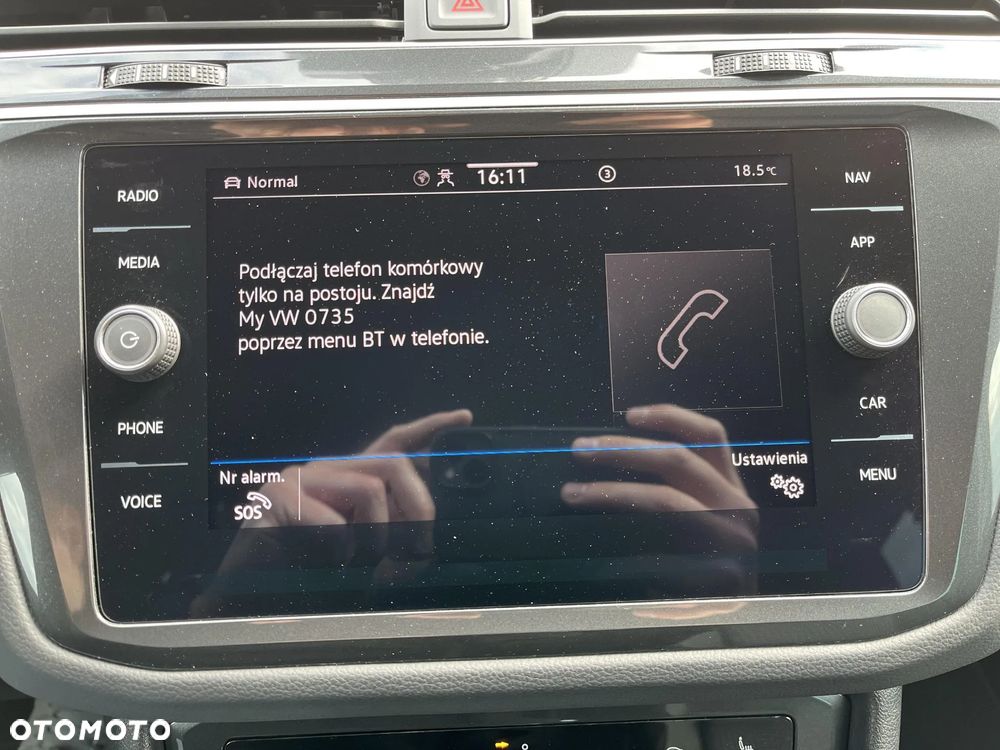 RADIO
MEDIA
PHONE
VOICE
Normal
16:11
3
18.5°C
Podłączaj telefon komórkowy
tylko na postoju. Znajdź
My VW 0735
poprzez menu BT w telefonie.
Nr alarm.
SOS
Ustawienia
NAV
APP
CAR
MENU
OTOMOTO